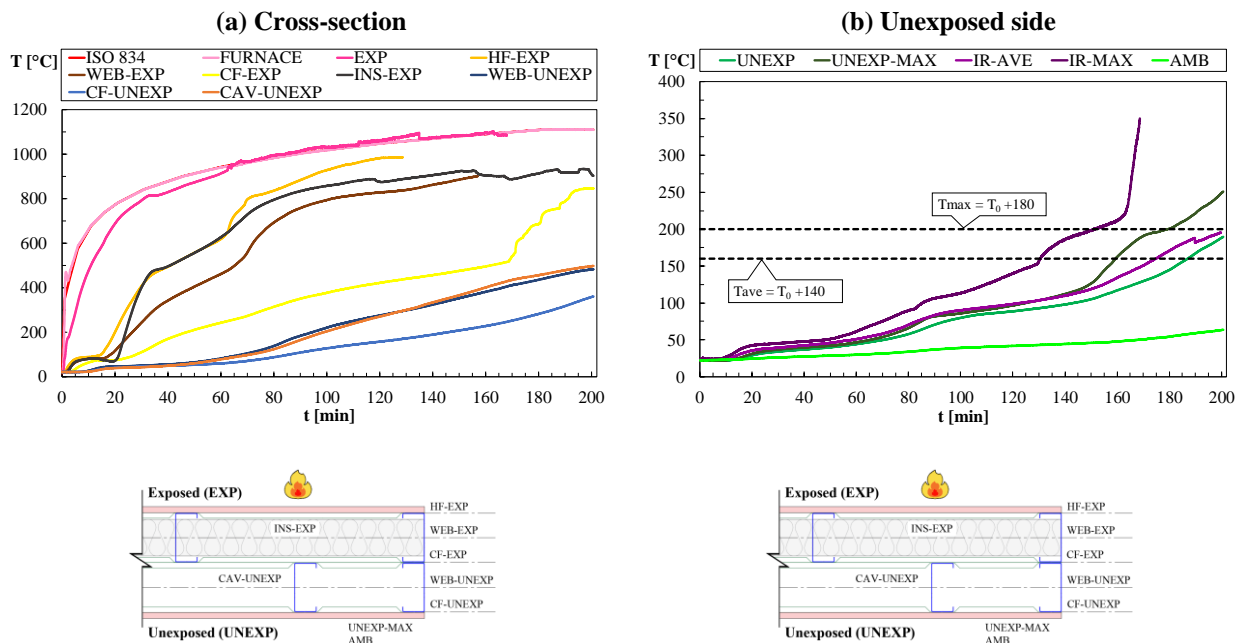 (a) Cross-section
T [°C]
ISO 834 FURNACE EXP HF-EXP
WEB-EXP CF-EXP INS-EXP WEB-UNEXP
CF-UNEXP CAV-UNEXP
1200
1000
800
600
400
200
0
0 20 40 60 80 100 120 140 160 180 200
t [min]
Exposed (EXP)
HF-EXP
INS-EXP
WEB-EXP
CF-EXP
CAV-UNEXP
WEB-UNEXP
CF-UNEXP
Unexposed (UNEXP)
UNEXP-MAX
AMB
(b) Unexposed side
T [°C]
UNEXP UNEXP-MAX IR-AVE IR-MAX AMB
400
350
300
250
200
150
100
50
0
Tmax = T0 +180
Tave = T0 +140
0 20 40 60 80 100 120 140 160 180 200
t [min]
Exposed (EXP)
HF-EXP
INS-EXP
WEB-EXP
CF-EXP
CAV-UNEXP
WEB-UNEXP
CF-UNEXP
Unexposed (UNEXP)
UNEXP-MAX
AMB